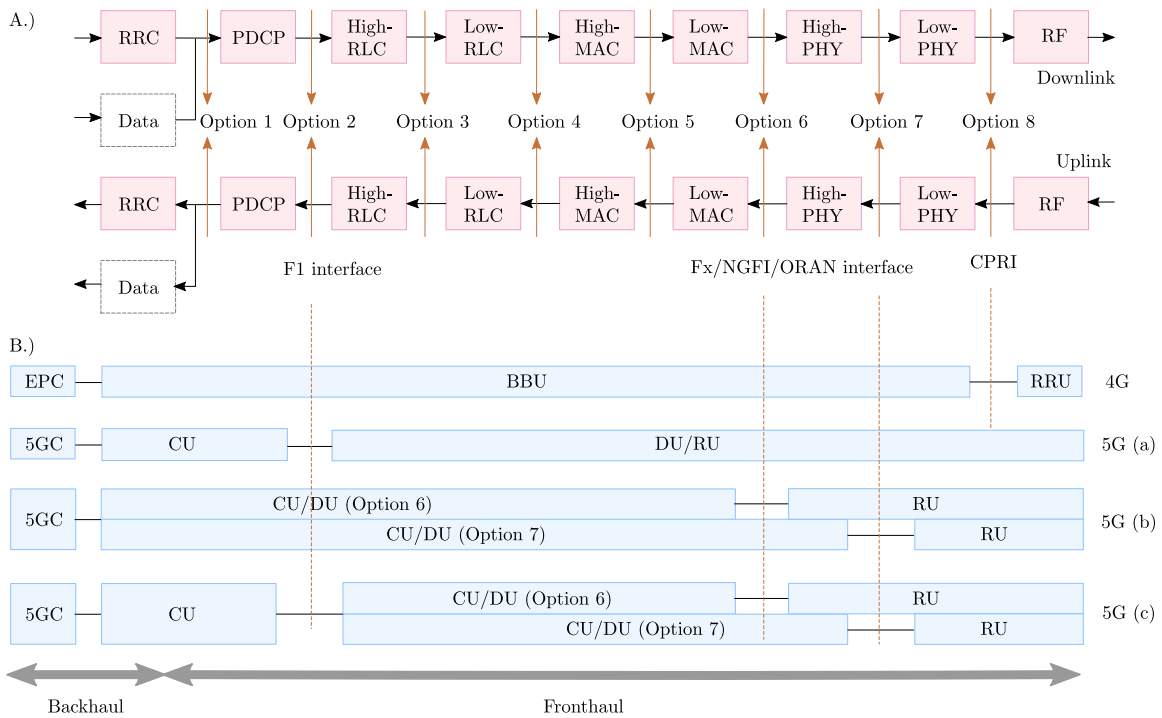 A.)
RRC PDCP High-RLC Low-RLC High-MAC Low-MAC High-PHY Low-PHY RF
Downlink
Data Option 1 Option 2 Option 3 Option 4 Option 5 Option 6 Option 7 Option 8
Uplink
RRC PDCP High-RLC Low-RLC High-MAC Low-MAC High-PHY Low-PHY RF
F1 interface Fx/NGFI/ORAN interface CPRI
Data
B.)
EPC BBU RRU 4G
5GC CU DU/RU 5G (a)
CU/DU (Option 6) RU
5GC 5G (b)
CU/DU (Option 7) RU
CU/DU (Option 6) RU
5GC CU 5G (c)
CU/DU (Option 7) RU
Backhaul Fronthaul